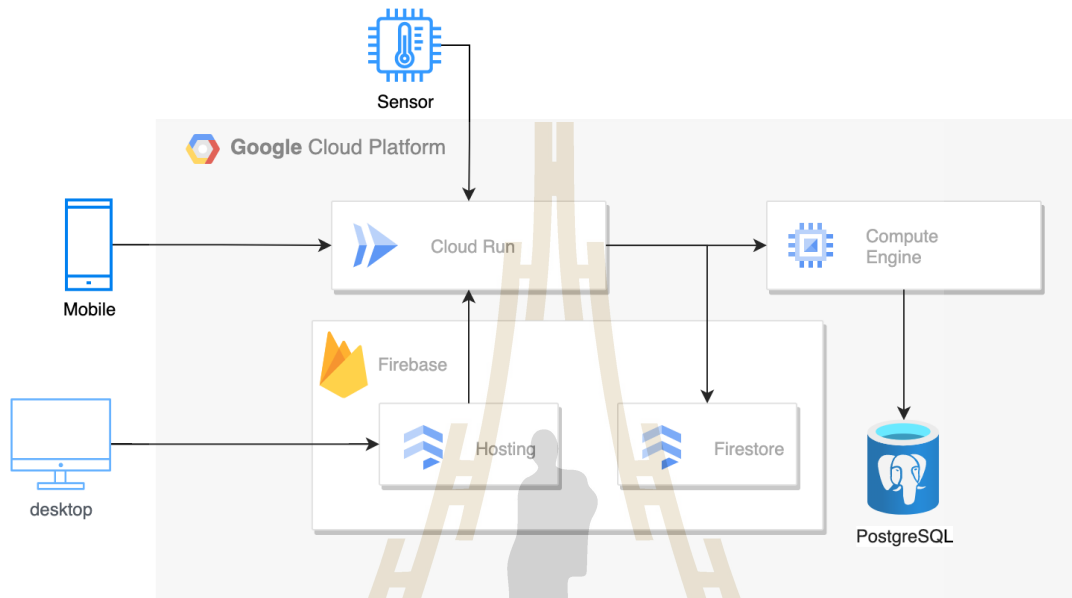 Sensor
Google Cloud Platform
Cloud Run
Compute
Engine
Mobile
Firebase
Hosting
Firestore
desktop
PostgreSQL